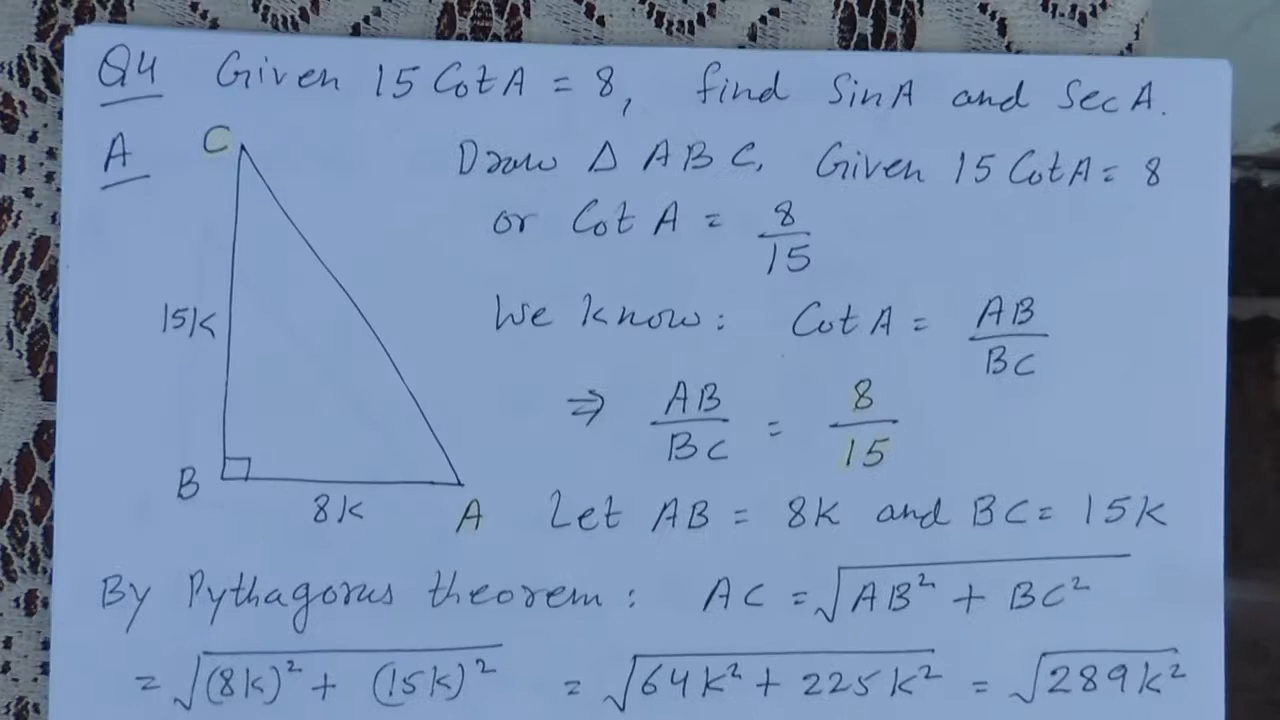 Q4 Given 15 Cot A = 8, find Sin A and Sec A.
A
C
Draw Δ ABC. Given 15 Cot A = 8
or Cot A = 8/15
15k
We know: Cot A = AB/BC
⇒ AB/BC = 8/15
B
8k
A
Let AB = 8k and BC = 15k
By Pythagorus theorem: AC = √(AB² + BC²)
= √((8k)² + (15k)²) = √(64k² + 225k²) = √(289k²)